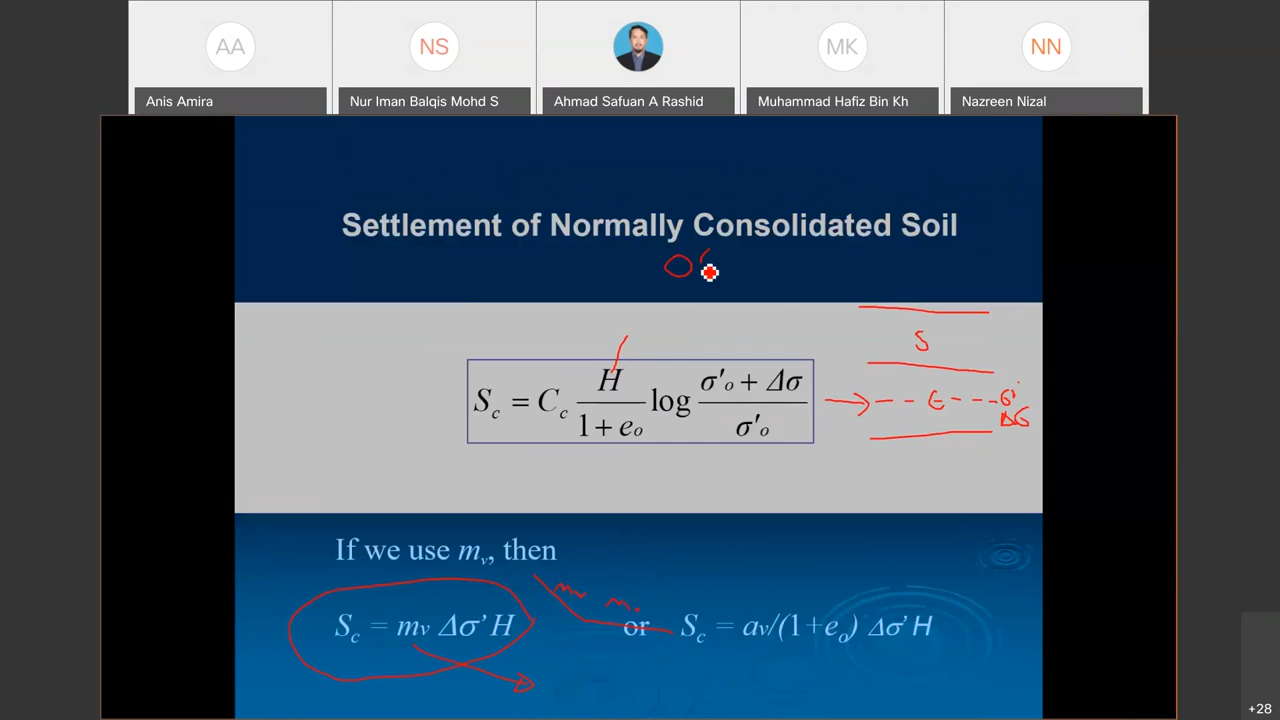 AA NS MK NN
Anis Amira Nur Iman Balqis Mohd S Ahmad Safuan A Rashid Muhammad Hafiz Bin Kh Nazreen Nizal
Settlement of Normally Consolidated Soil
S
S_c = C_c H/(1 + e_o) log (σ'_o + Δσ)/σ'_o
σ'
Δσ
If we use m_v, then
S_c = m_v Δσ' H or S_c = a_v/(1+e_o) Δσ' H
+28